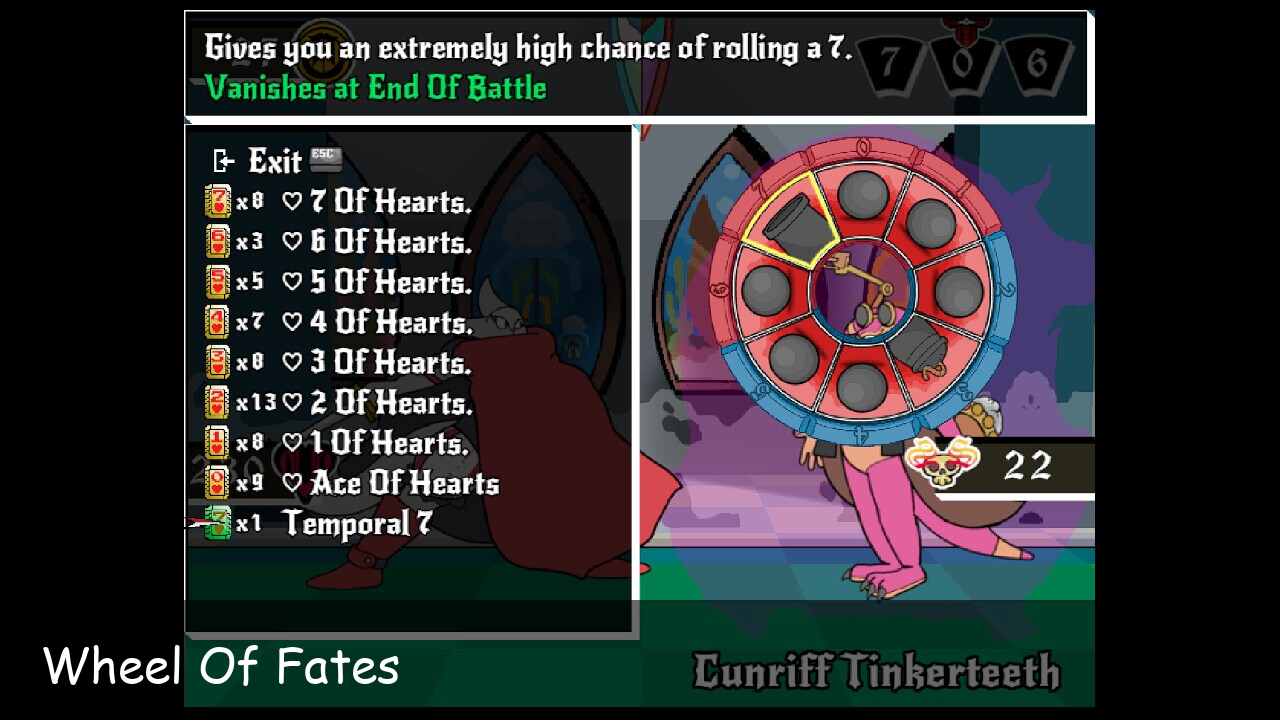 Gives you an extremely high chance of rolling a 7.
Vanishes at End Of Battle
7 0 6
Exit ESC
x8 ♡ 7 Of Hearts.
x3 ♡ 6 Of Hearts.
x5 ♡ 5 Of Hearts.
x7 ♡ 4 Of Hearts.
x8 ♡ 3 Of Hearts.
x13 ♡ 2 Of Hearts.
x8 ♡ 1 Of Hearts.
x9 ♡ Ace Of Hearts
x1 Temporal 7
22
Wheel Of Fates
Cunriff Tinkerteeth